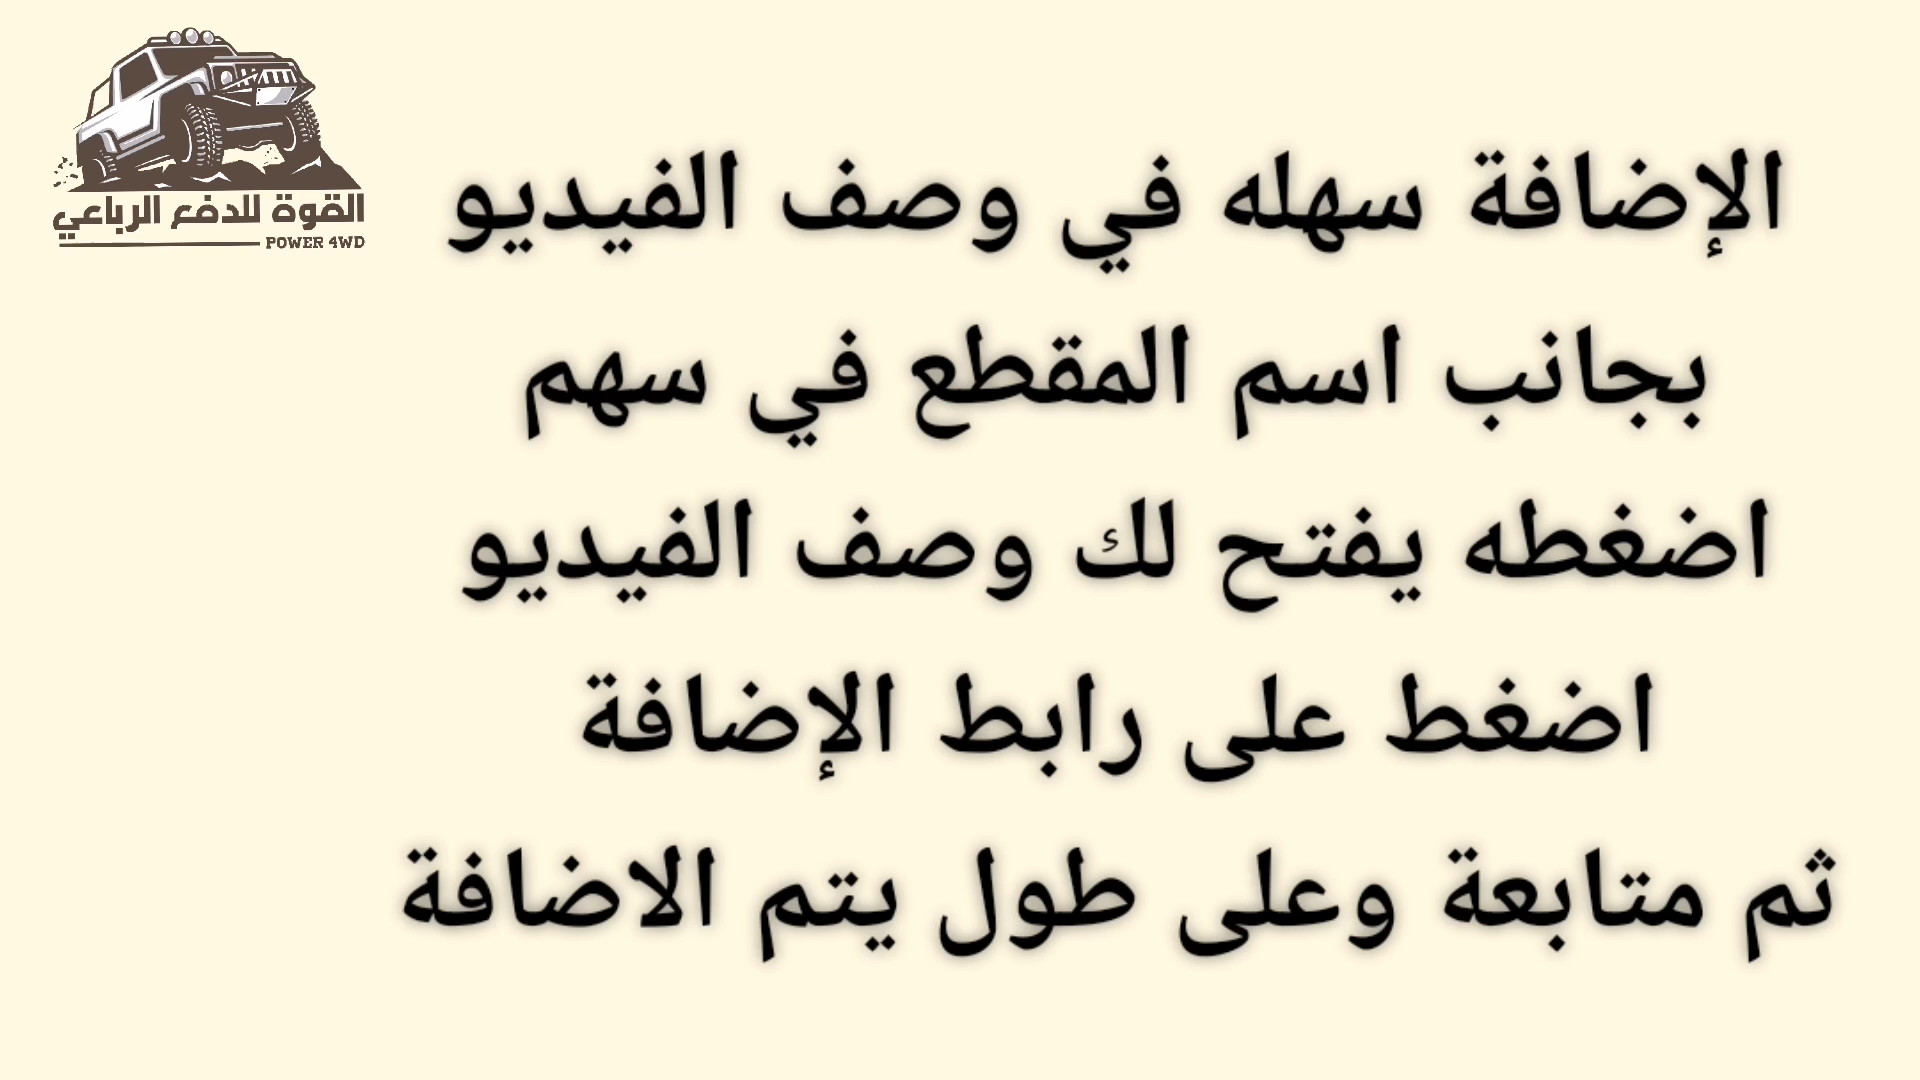 القوة للدفع الرباعي
POWER 4WD
الإضافة سهله في وصف الفيديو
بجانب اسم المقطع في سهم
اضغطه يفتح لك وصف الفيديو
اضغط على رابط الإضافة
ثم متابعة وعلى طول يتم الاضافة